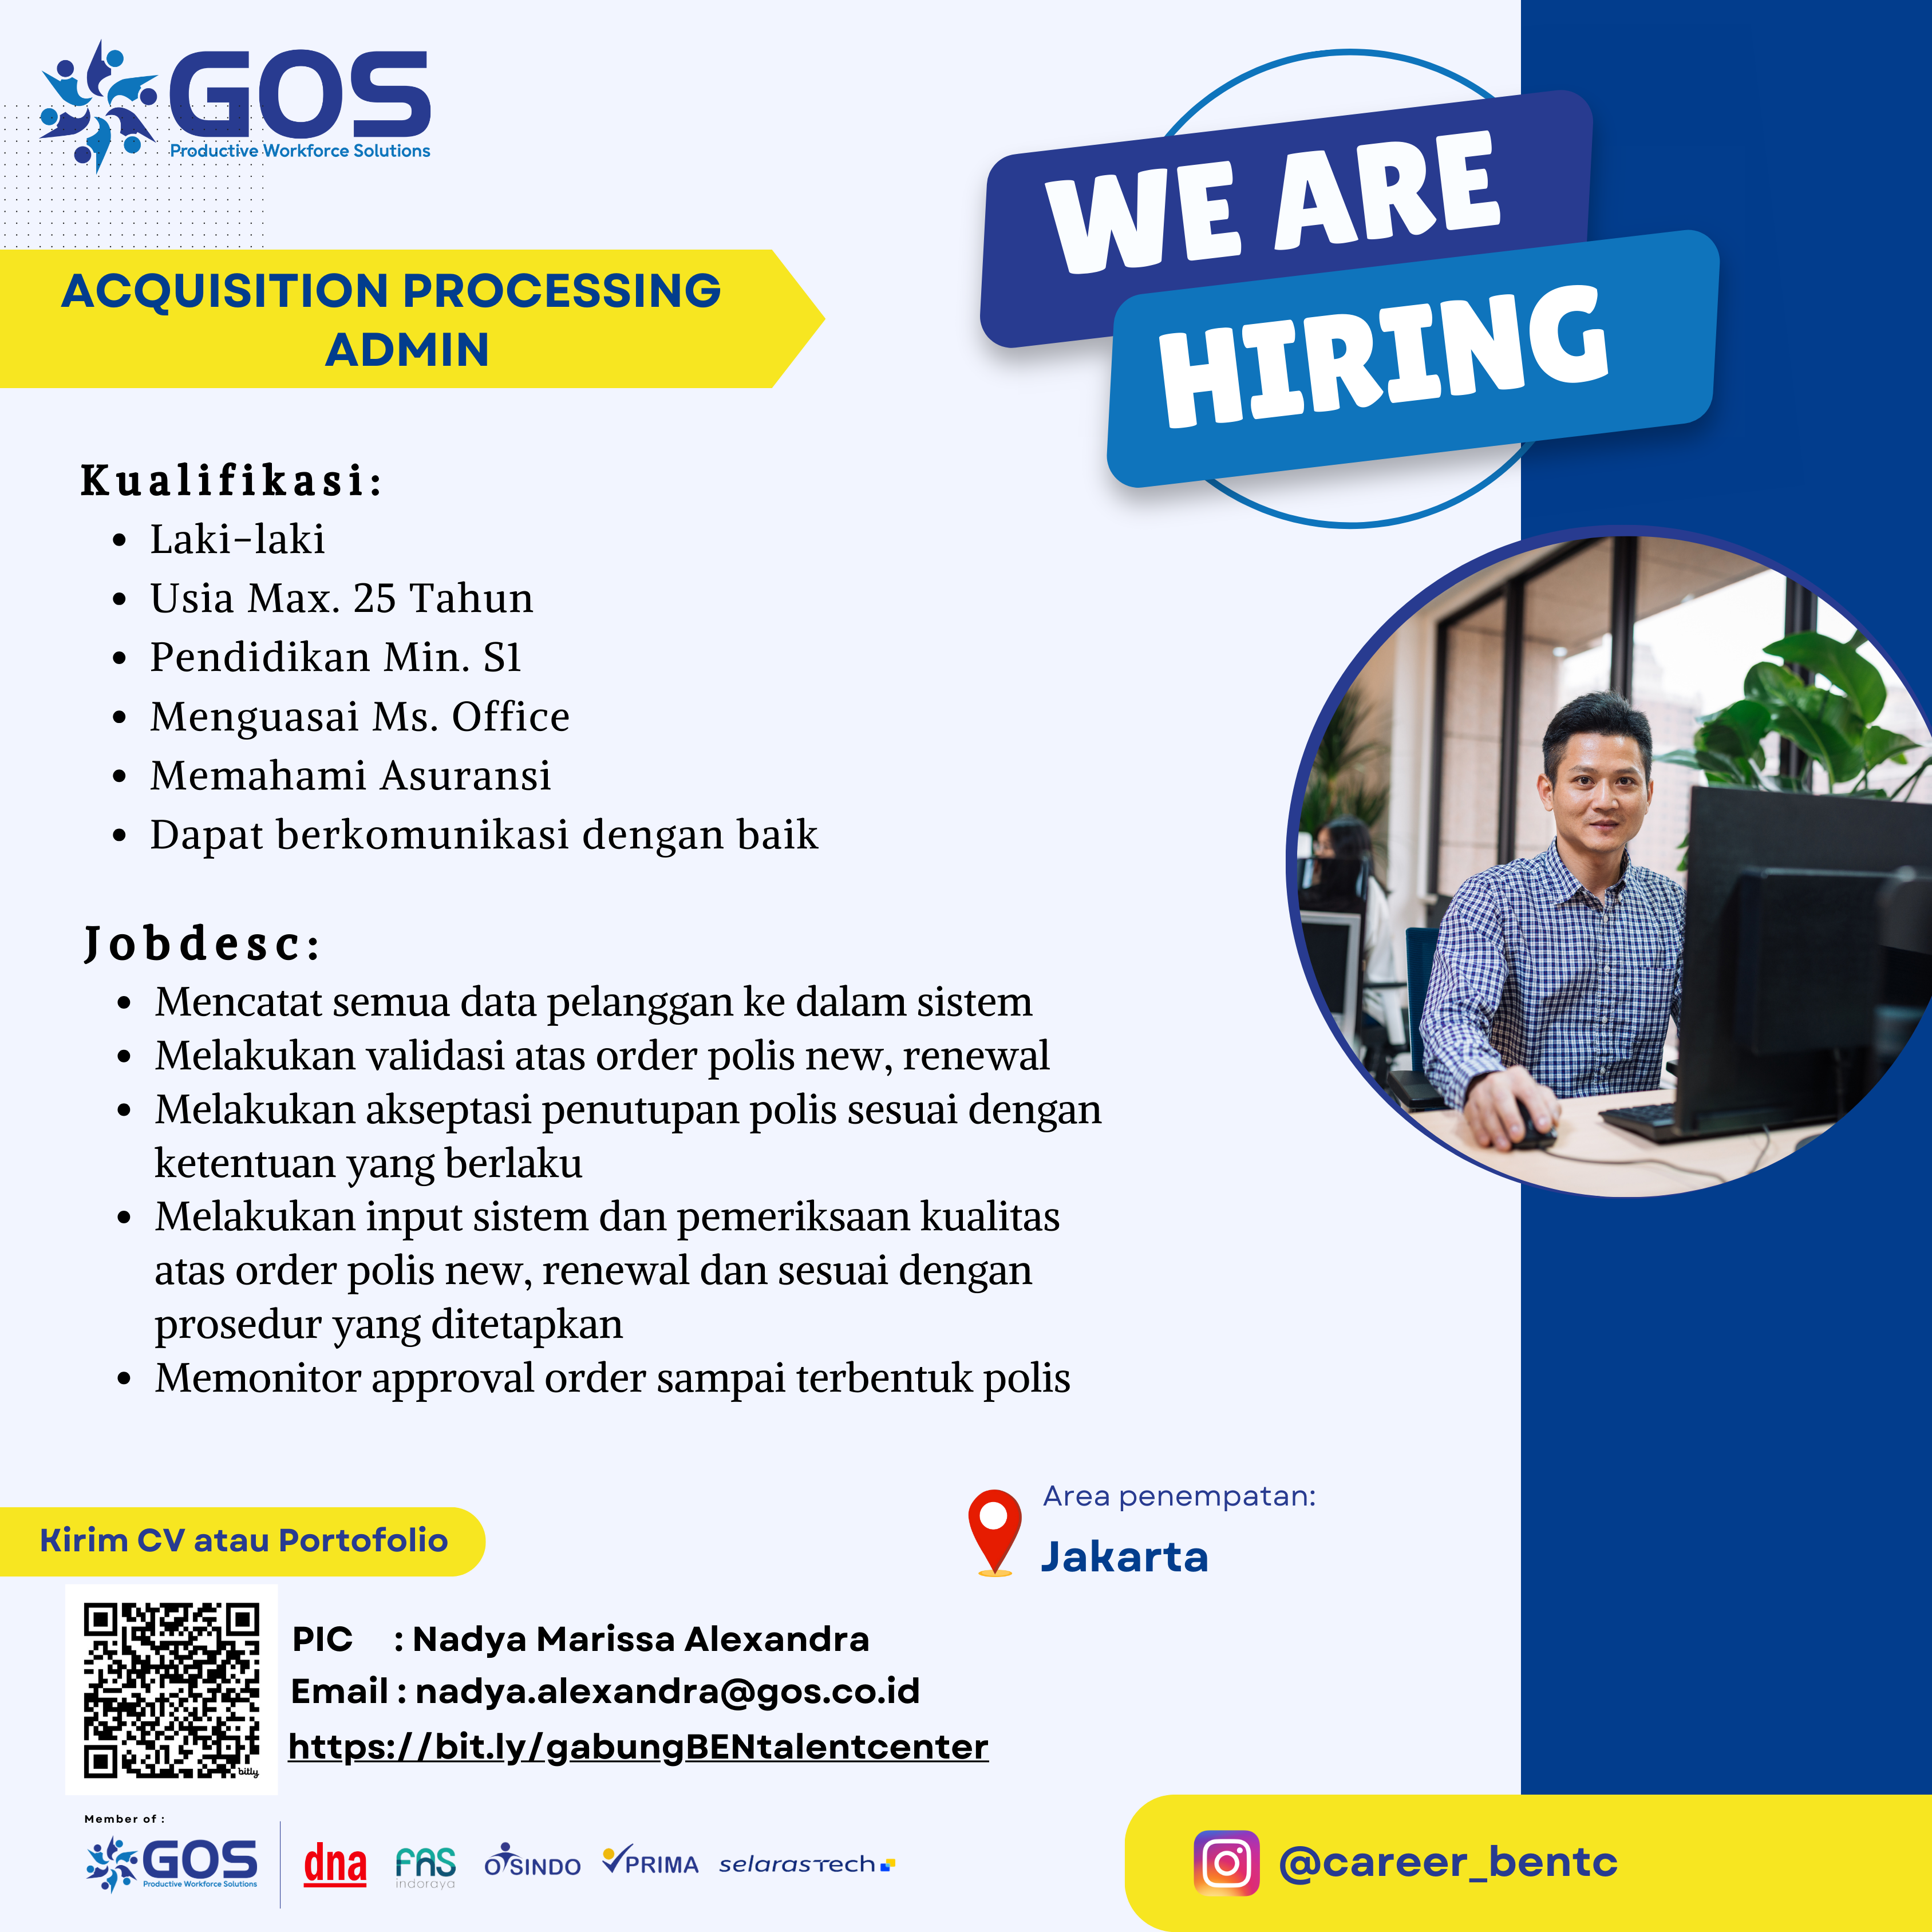 GOS
Productive Workforce Solutions
WE ARE
HIRING
ACQUISITION PROCESSING
ADMIN
Kualifikasi:
• Laki-laki
• Usia Max. 25 Tahun
• Pendidikan Min. S1
• Menguasai Ms. Office
• Memahami Asuransi
• Dapat berkomunikasi dengan baik
Jobdesc:
• Mencatat semua data pelanggan ke dalam sistem
• Melakukan validasi atas order polis new, renewal
• Melakukan akseptasi penutupan polis sesuai dengan
ketentuan yang berlaku
• Melakukan input sistem dan pemeriksaan kualitas
atas order polis new, renewal dan sesuai dengan
prosedur yang ditetapkan
• Memonitor approval order sampai terbentuk polis
Area penempatan:
Jakarta
Kirim CV atau Portofolio
PIC : Nadya Marissa Alexandra
Email : nadya.alexandra@gos.co.id
https://bit.ly/gabungBENtalentcenter
bitly
Member of :
GOS
Productive Workforce Solutions
dna
FAS
indoraya
OSINDO
PRIMA
selarasTech
@career_bentc